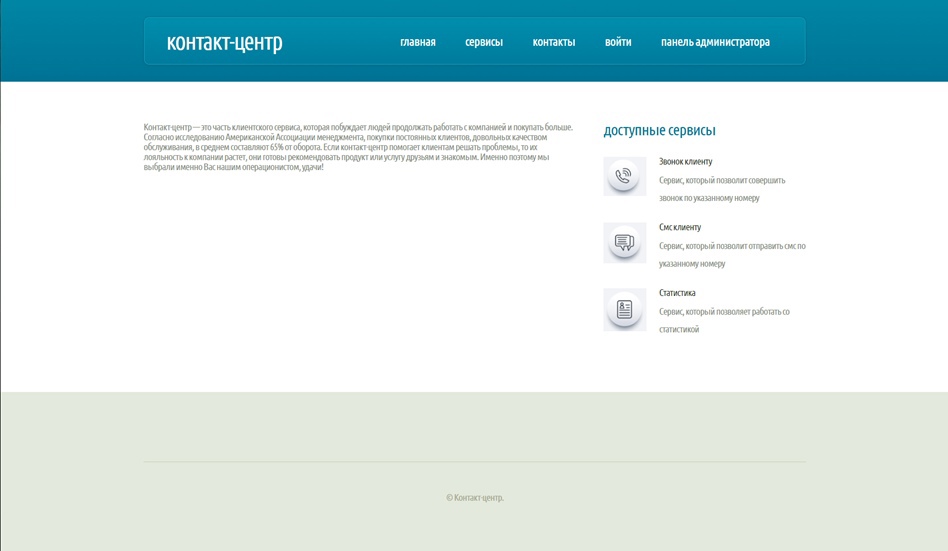 контакт-центр
главная сервисы контакты войти панель администратора
Контакт-центр — это часть клиентского сервиса, которая побуждает людей продолжать работать с компанией и покупать больше.
Согласно исследованию Американской Ассоциации менеджмента, покупки постоянных клиентов, довольных качеством
обслуживания, в среднем составляют 65% от оборота. Если контакт-центр помогает клиентам решать проблемы, то их
лояльность к компании растет, они готовы рекомендовать продукт или услугу друзьям и знакомым. Именно поэтому мы
выбрали именно Вас нашим операционистом, удачи!
доступные сервисы
Звонок клиенту
Сервис, который позволит совершить
звонок по указанному номеру
Смс клиенту
Сервис, который позволит отправить смс по
указанному номеру
Статистика
Сервис, который позволяет работать со
статистикой
© Контакт-центр.